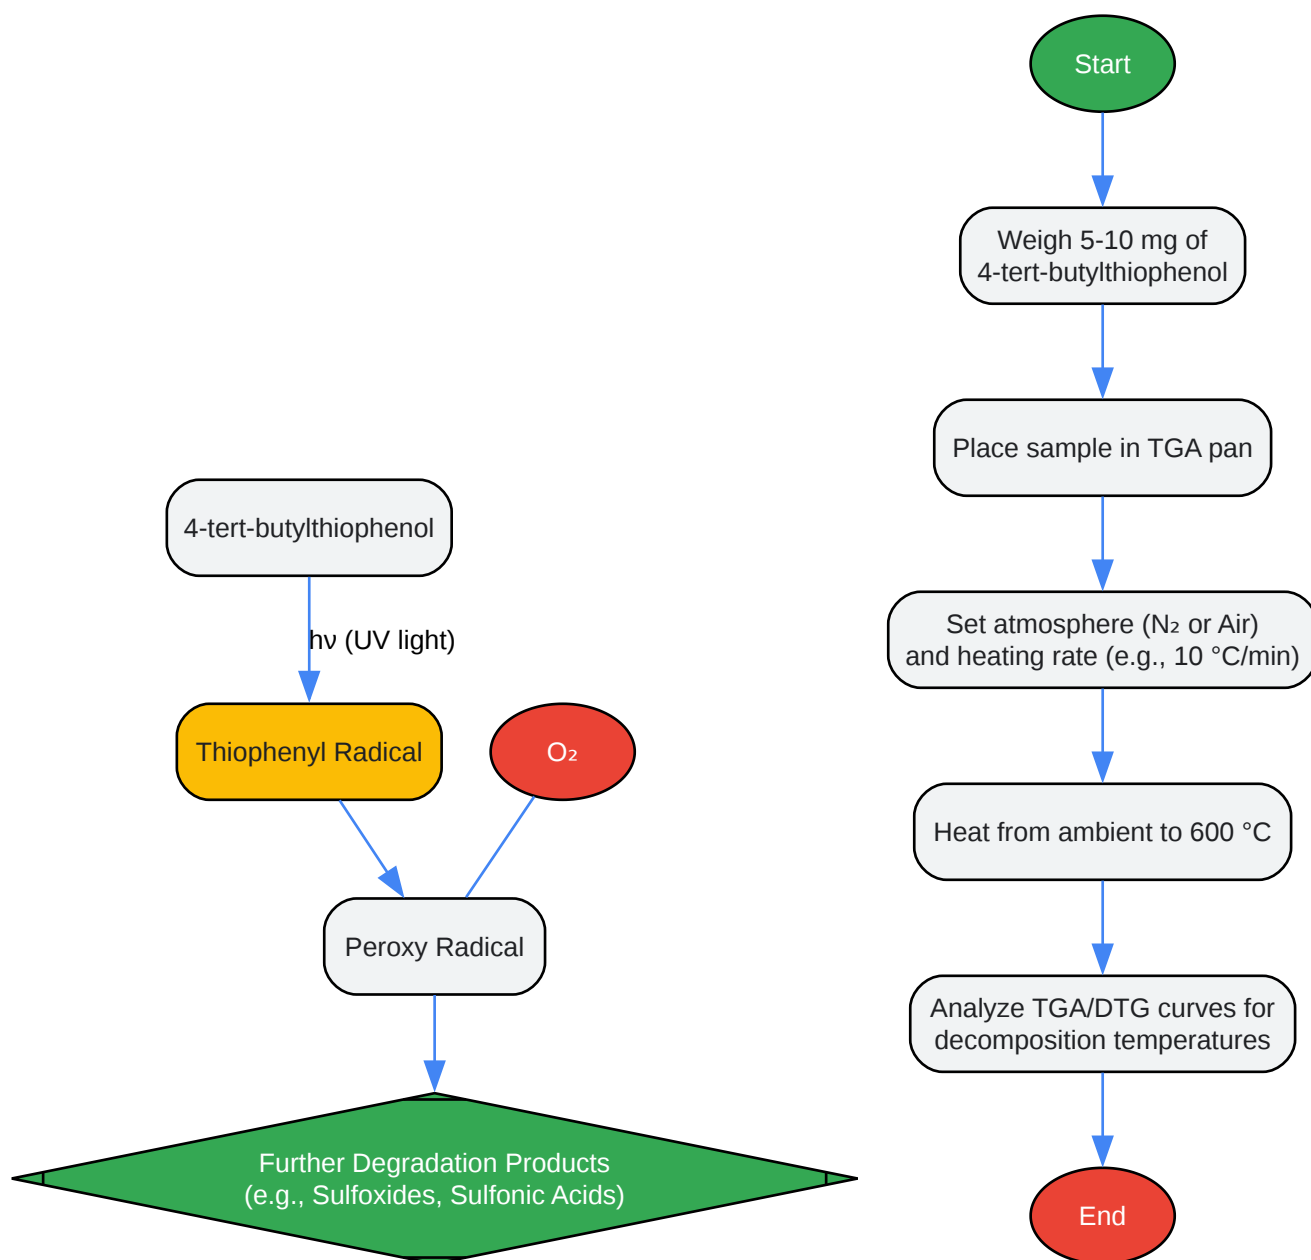 4-tert-butylthiophenol
hν (UV light)
Thiophenyl Radical
O₂
Peroxy Radical
Further Degradation Products
(e.g., Sulfoxides, Sulfonic Acids)
Start
Weigh 5-10 mg of
4-tert-butylthiophenol
Place sample in TGA pan
Set atmosphere (N₂ or Air)
and heating rate (e.g., 10 °C/min)
Heat from ambient to 600 °C
Analyze TGA/DTG curves for
decomposition temperatures
End